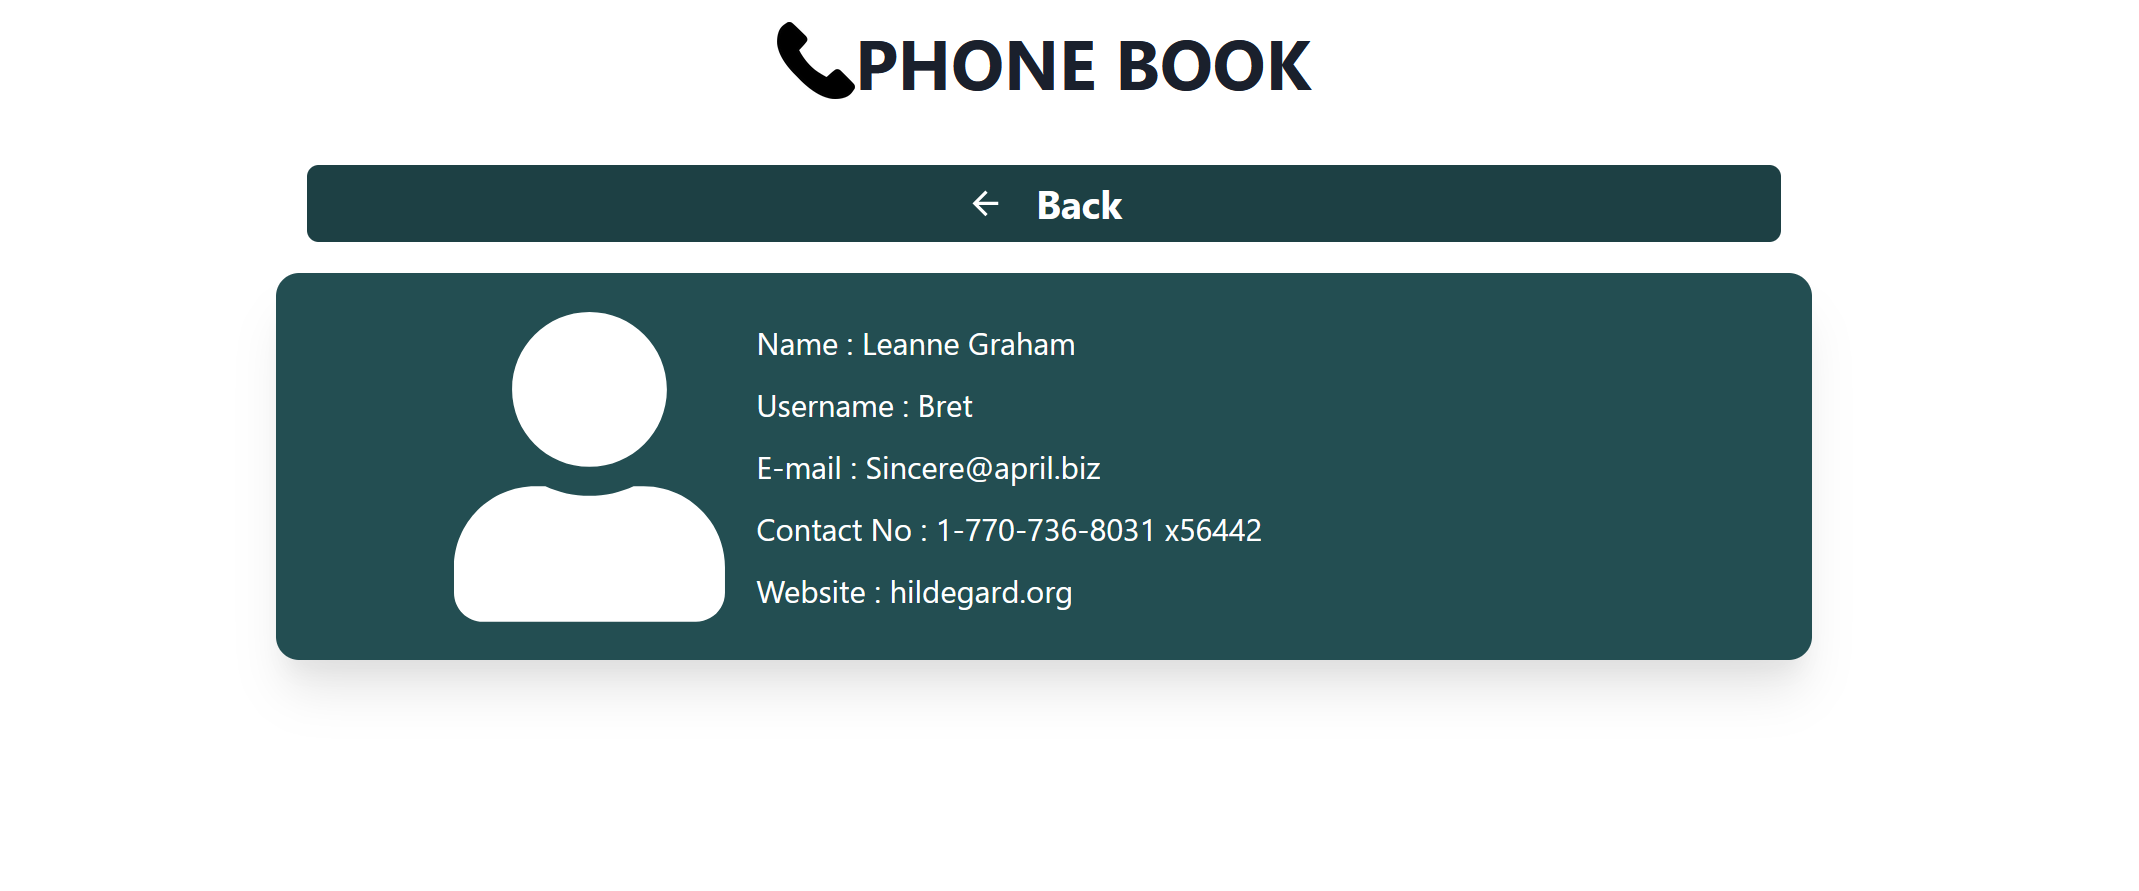 PHONE BOOK
Back
Name : Leanne Graham
Username : Bret
E-mail : Sincere@april.biz
Contact No : 1-770-736-8031 x56442
Website : hildegard.org